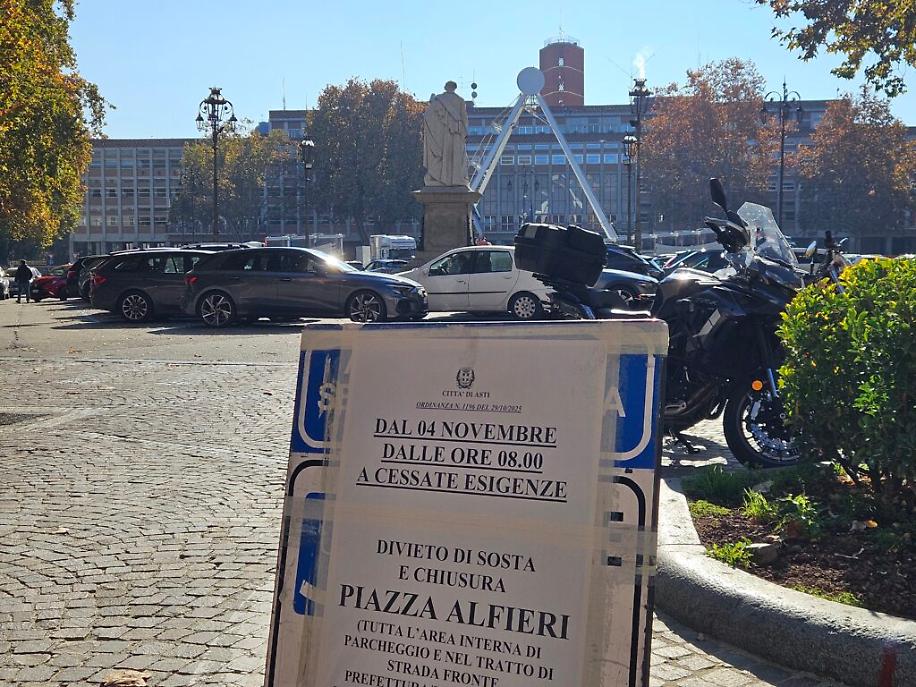 CITTA' DI ASTI
ORDINANZA N. 1196 DEL 29/10/2025
DAL 04 NOVEMBRE
DALLE ORE 08.00
A CESSATE ESIGENZE
DIVIETO DI SOSTA
E CHIUSURA
PIAZZA ALFIERI
(TUTTA L'AREA INTERNA DI
PARCHEGGIO E NEL TRATTO DI
STRADA FRONTE